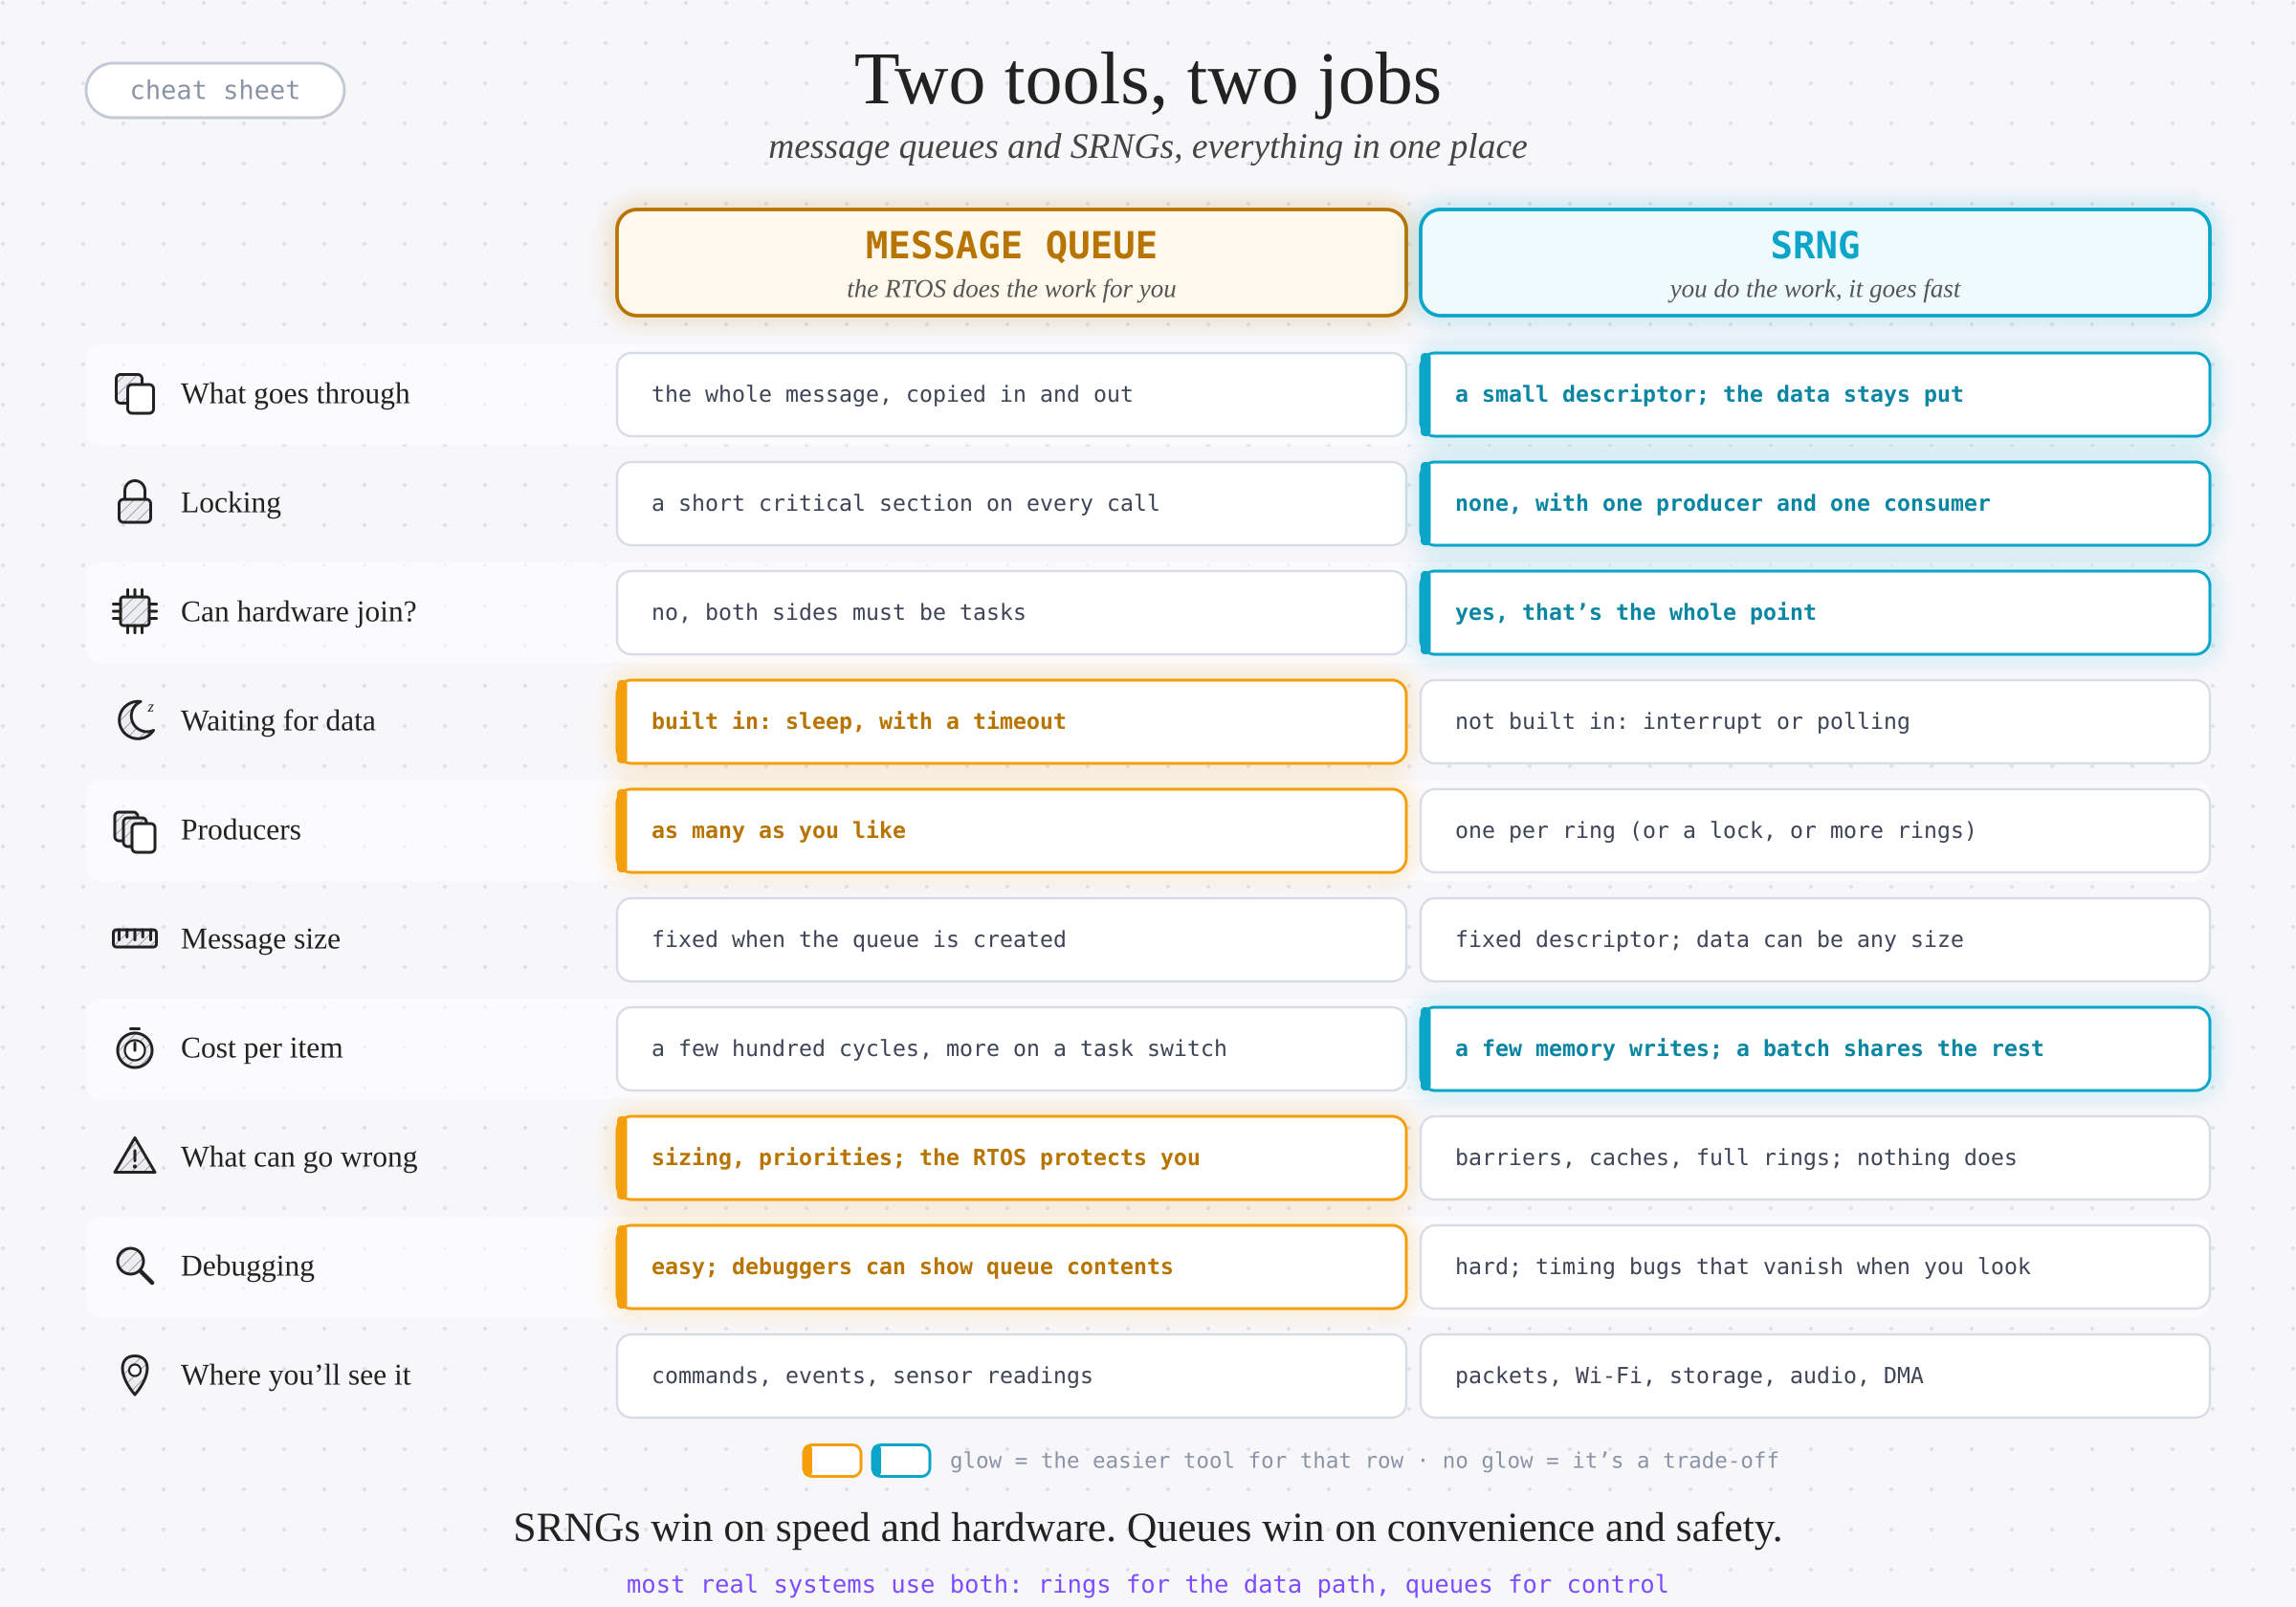 cheat sheet
Two tools, two jobs
message queues and SRNGs, everything in one place
MESSAGE QUEUE
the RTOS does the work for you
SRNG
you do the work, it goes fast
What goes through
the whole message, copied in and out
a small descriptor; the data stays put
Locking
a short critical section on every call
none, with one producer and one consumer
Can hardware join?
no, both sides must be tasks
yes, that’s the whole point
z
Waiting for data
built in: sleep, with a timeout
not built in: interrupt or polling
Producers
as many as you like
one per ring (or a lock, or more rings)
Message size
fixed when the queue is created
fixed descriptor; data can be any size
Cost per item
a few hundred cycles, more on a task switch
a few memory writes; a batch shares the rest
What can go wrong
sizing, priorities; the RTOS protects you
barriers, caches, full rings; nothing does
Debugging
easy; debuggers can show queue contents
hard; timing bugs that vanish when you look
Where you’ll see it
commands, events, sensor readings
packets, Wi-Fi, storage, audio, DMA
glow = the easier tool for that row · no glow = it’s a trade-off
SRNGs win on speed and hardware. Queues win on convenience and safety.
most real systems use both: rings for the data path, queues for control